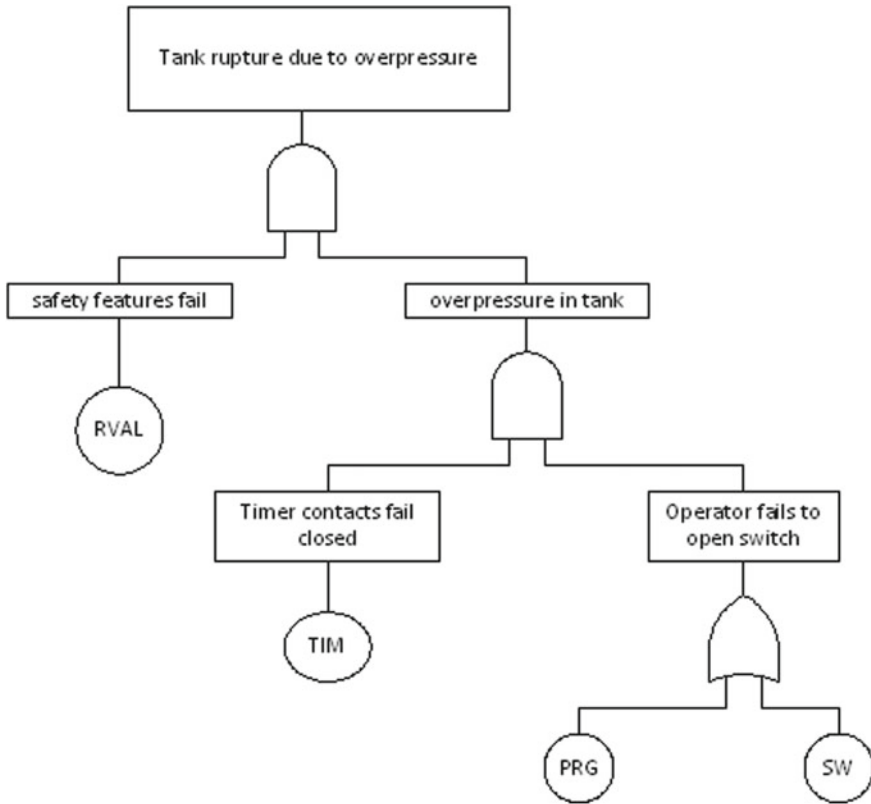 Tank rupture due to overpressure
safety features fail
overpressure in tank
RVAL
Timer contacts fail
closed
Operator fails to
open switch
TIM
PRG
SW